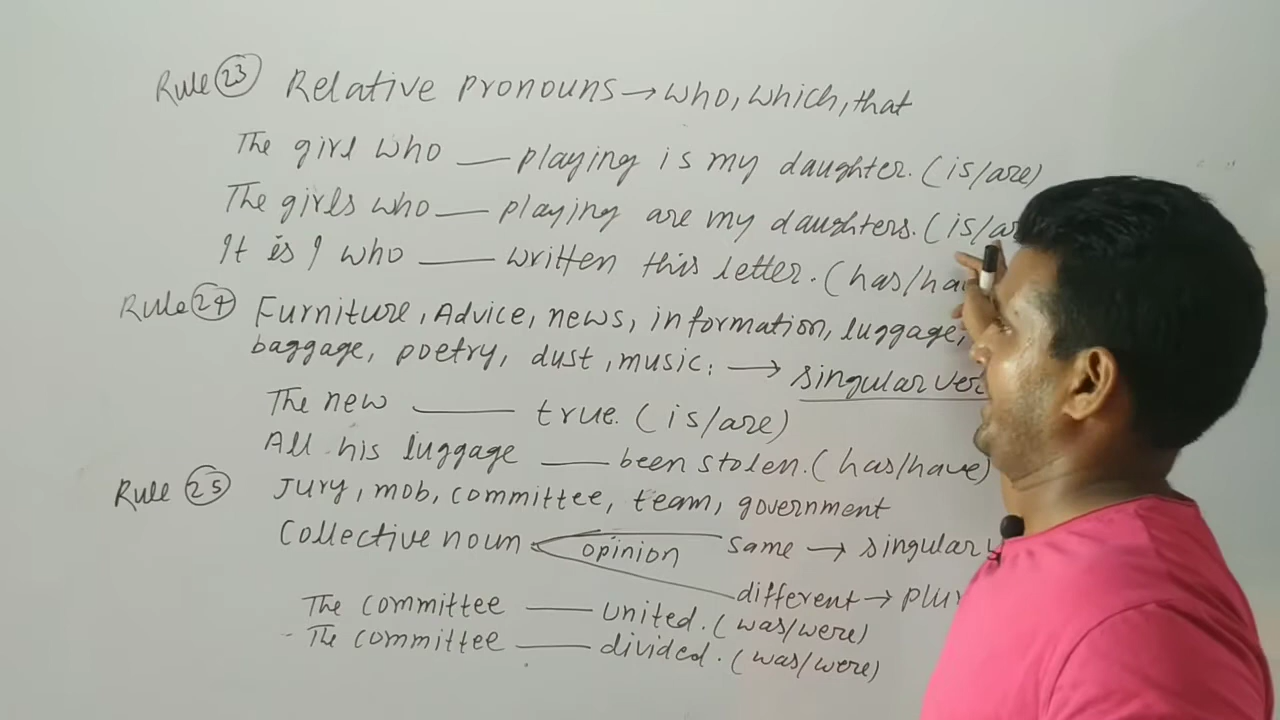 Rule 23 Relative pronouns → who, which, that
The girl who ___ playing is my daughter. (is/are)
The girls who ___ playing are my daughters. (is/
It is I who ___ written this letter. (has/
Rule 24 Furniture, Advice, news, information, luggage,
baggage, poetry, dust, music: → singular
The new ___ true. (is/are)
All his luggage ___ been stolen. (has/have)
Rule 25 Jury, mob, committee, team, government
Collective noun opinion same → singular
different →
The committee ___ united. (was/were)
The committee ___ divided. (was/were)